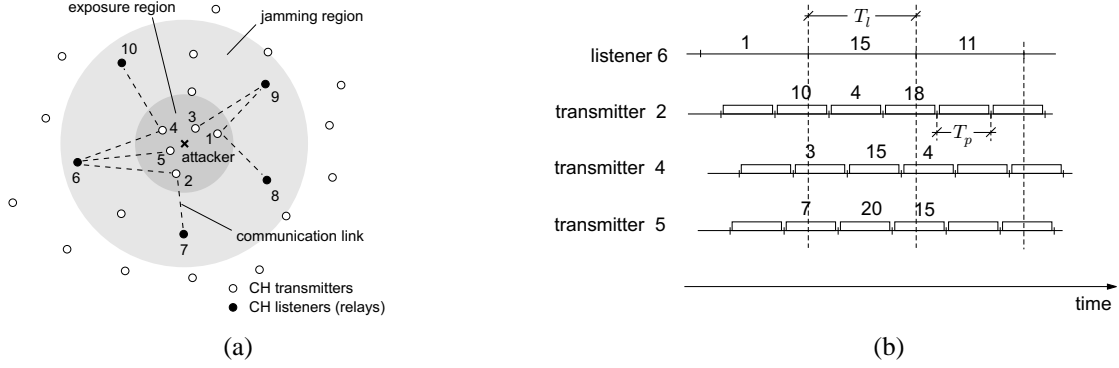 exposure region
jamming region
10
9
3
4
1
attacker
5
6
2
8
communication link
7
CH transmitters
CH listeners (relays)
(a)
T_l
1 15 11
listener 6
10 4 18
transmitter 2
T_p
3 15 4
transmitter 4
7 20 15
transmitter 5
time
(b)